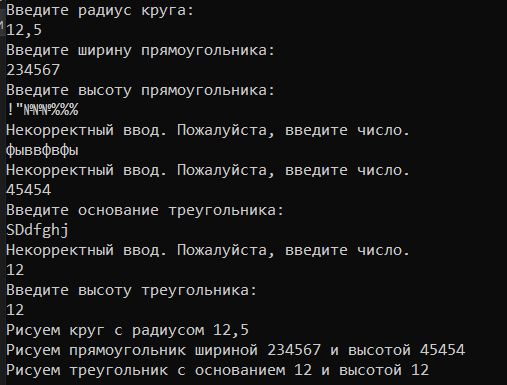 Введите радиус круга:
12,5
Введите ширину прямоугольника:
234567
Введите высоту прямоугольника:
!"№№№%%%
Некорректный ввод. Пожалуйста, введите число.
фыввфвфы
Некорректный ввод. Пожалуйста, введите число.
45454
Введите основание треугольника:
SDdfghj
Некорректный ввод. Пожалуйста, введите число.
12
Введите высоту треугольника:
12
Рисуем круг с радиусом 12,5
Рисуем прямоугольник шириной 234567 и высотой 45454
Рисуем треугольник с основанием 12 и высотой 12